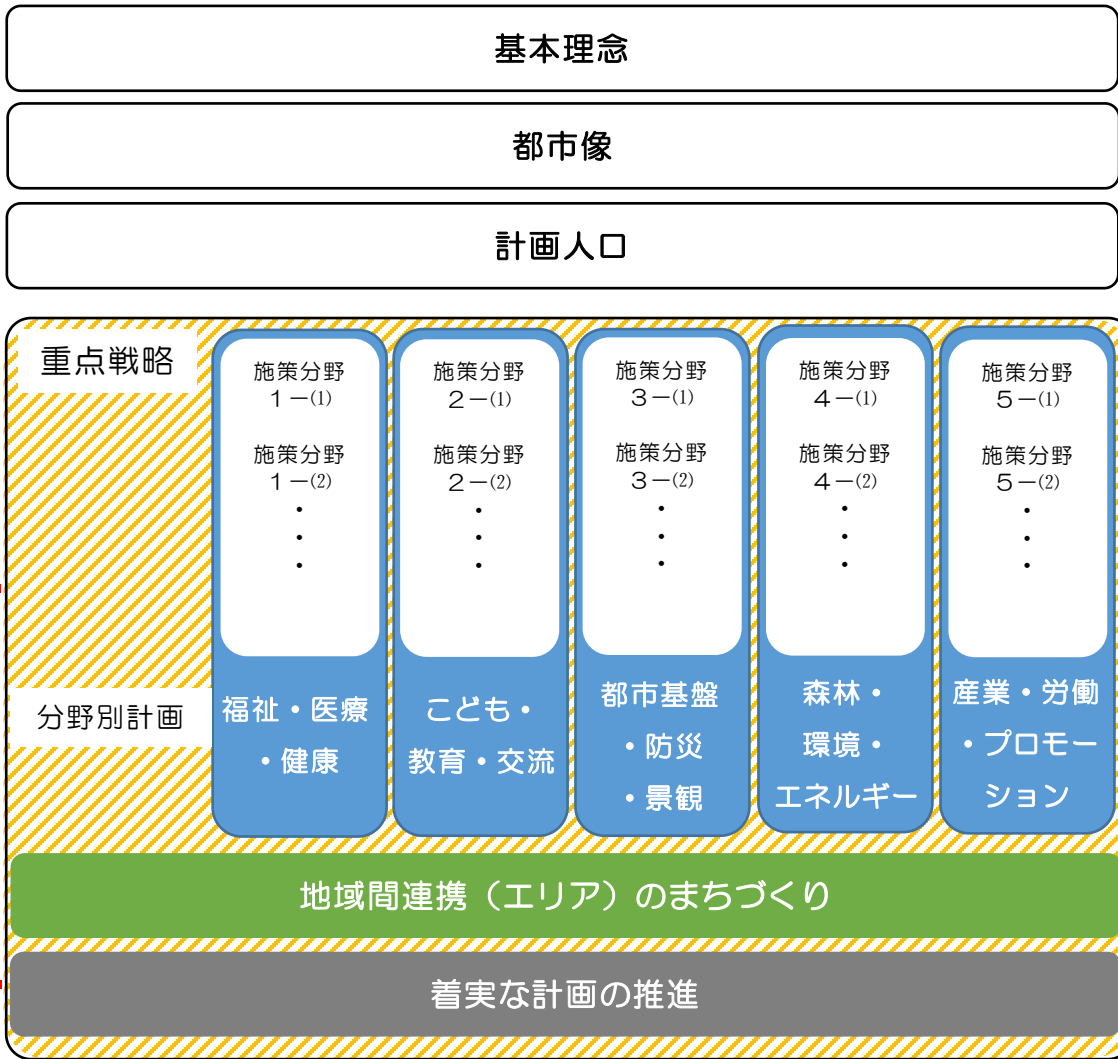 基本理念
都市像
計画人口
重点戦略
施策分野
1－(1)
施策分野
1－(2)
・
・
・
施策分野
２－(1)
施策分野
２－(2)
・
・
・
施策分野
３－(1)
施策分野
３－(2)
・
・
・
施策分野
４－(1)
施策分野
４－(2)
・
・
・
施策分野
５－(1)
施策分野
５－(2)
・
・
・
分野別計画
福祉・医療
・健康
こども・
教育・交流
都市基盤
・防災
・景観
森林・
環境・
エネルギー
産業・労働
・プロモー
ション
地域間連携（エリア）のまちづくり
着実な計画の推進